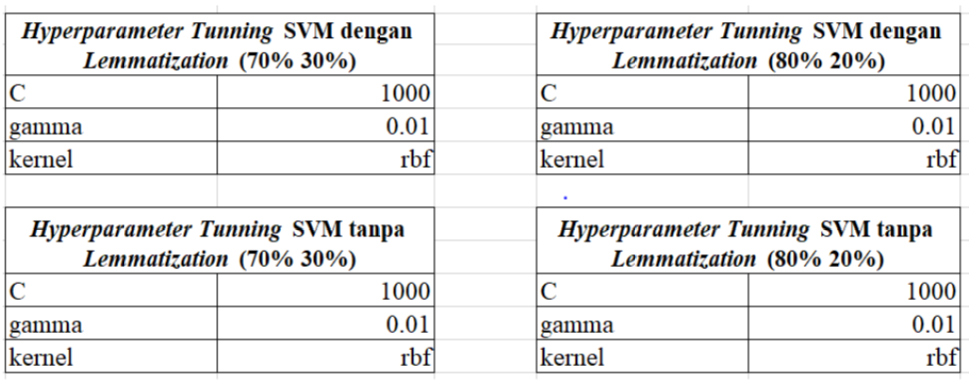 Hyperparameter Tunning SVM dengan
Lemmatization (70% 30%)
C 1000
gamma 0.01
kernel rbf
Hyperparameter Tunning SVM dengan
Lemmatization (80% 20%)
C 1000
gamma 0.01
kernel rbf
Hyperparameter Tunning SVM tanpa
Lemmatization (70% 30%)
C 1000
gamma 0.01
kernel rbf
Hyperparameter Tunning SVM tanpa
Lemmatization (80% 20%)
C 1000
gamma 0.01
kernel rbf